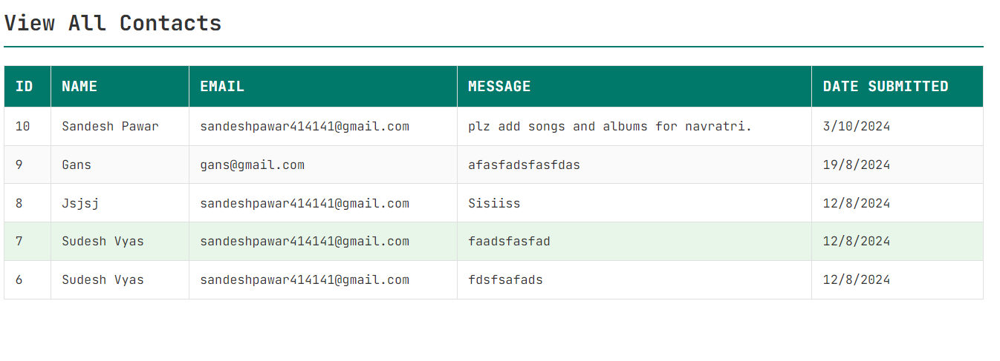 View All Contacts
ID NAME EMAIL MESSAGE DATE SUBMITTED
10 Sandesh Pawar sandeshpawar414141@gmail.com plz add songs and albums for navratri. 3/10/2024
9 Gans gans@gmail.com afasfadsfasfdas 19/8/2024
8 Jsjsj sandeshpawar414141@gmail.com Sisiiss 12/8/2024
7 Sudesh Vyas sandeshpawar414141@gmail.com faadsfasfad 12/8/2024
6 Sudesh Vyas sandeshpawar414141@gmail.com fdsfsafads 12/8/2024